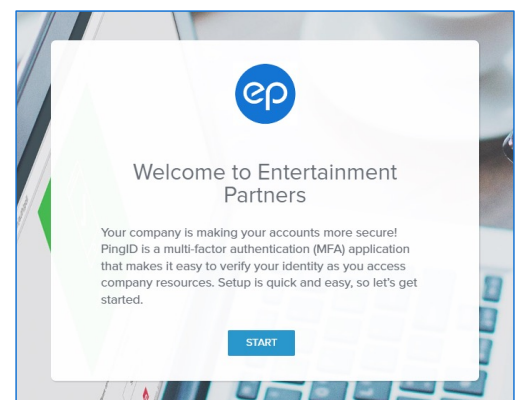 ep
Welcome to Entertainment
Partners
Your company is making your accounts more secure!
PingID is a multi-factor authentication (MFA) application
that makes it easy to verify your identity as you access
company resources. Setup is quick and easy, so let's get
started.
START